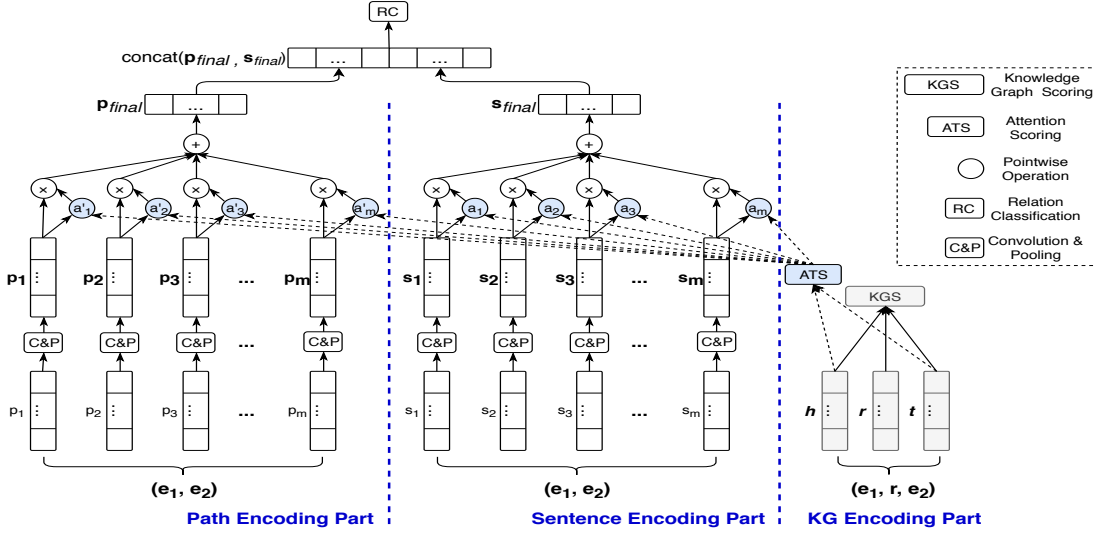 RC
concat(p_final , s_final)
...
...
p_final
...
s_final
...
+
+
× × × × × × × ×
a'1 a'2 a'3 a'm a1 a2 a3 am
p1 p2 p3 ... pm s1 s2 s3 ... sm
ATS
KGS
C&P C&P C&P ... C&P C&P C&P C&P ... C&P
p1 p2 p3 ... pm s1 s2 s3 ... sm
h r t
(e1, e2) (e1, e2) (e1, r, e2)
Path Encoding Part
Sentence Encoding Part
KG Encoding Part
KGS Knowledge
Graph Scoring
ATS Attention
Scoring
Pointwise
Operation
RC Relation
Classification
C&P Convolution &
Pooling